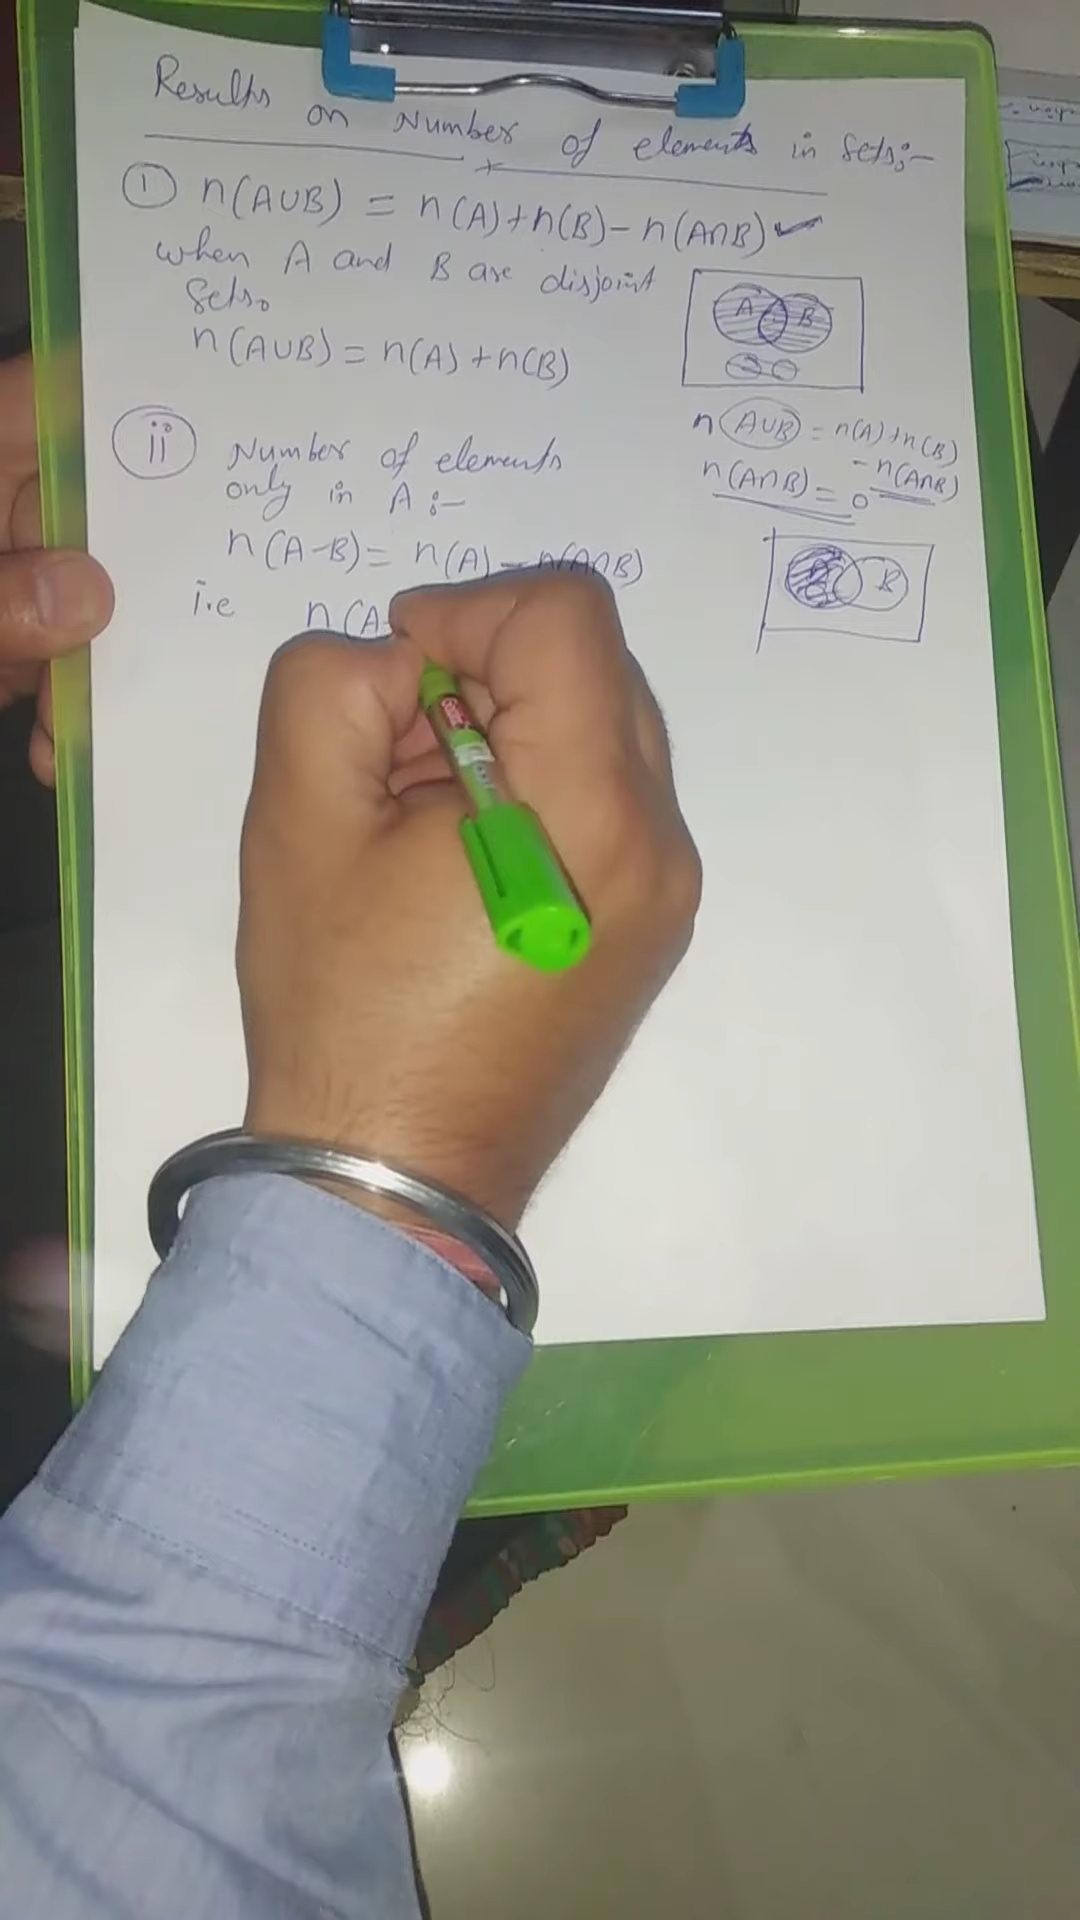 Results on Number of elements in Sets:-
① n(A∪B) = n(A)+n(B)-n(A∩B) ✓
when A and B are disjoint
Sets.
n(A∪B) = n(A)+n(B)
A B
n(A∪B) = n(A)+n(B)
-n(A∩B)
n(A∩B) = 0
ii Number of elements
only in A :-
n(A-B) = n(A)-n(A∩B)
B
i.e n(A-